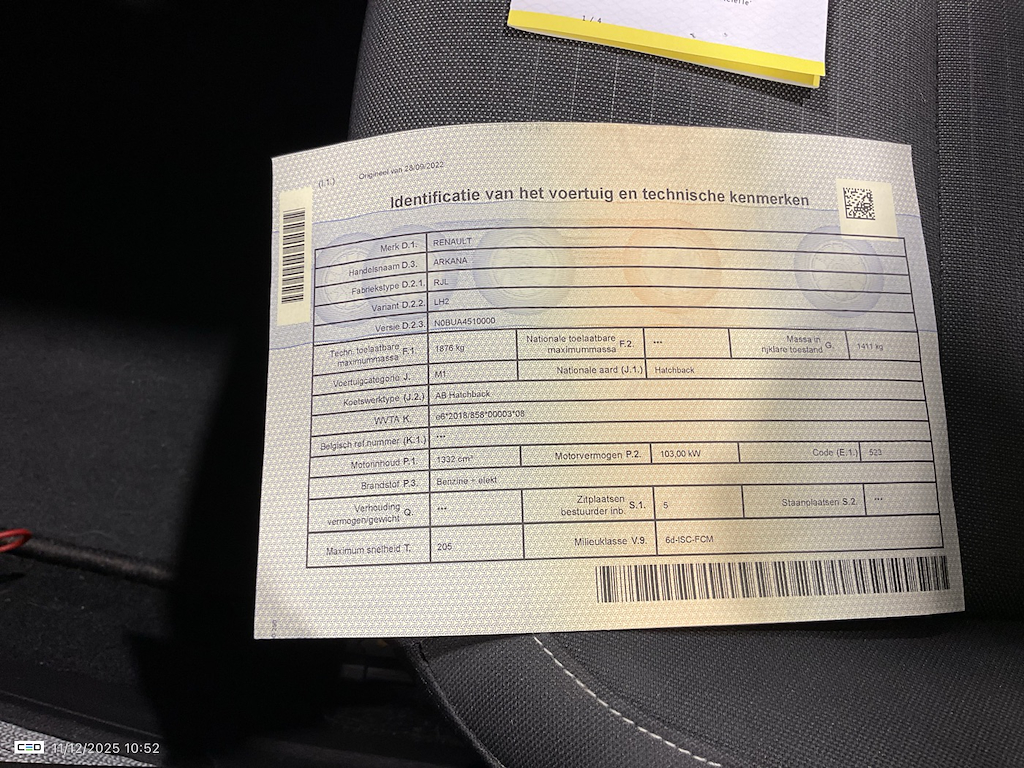 1 / 4
(I.1.) Origineel van 28/09/2022
Identificatie van het voertuig en technische kenmerken
Merk D.1. RENAULT
Handelsnaam D.3. ARKANA
Fabriekstype D.2.1. RJL
Variant D.2.2. LH2
Versie D.2.3. N0BUA4510000
Techn. toelaatbare maximummassa F.1. 1876 kg Nationale toelaatbare maximummassa F.2. *** Massa in rijklare toestand G. 1411 kg
Voertuigcategorie J. M1 Nationale aard (J.1.) Hatchback
Koetswerktype (J.2.) AB Hatchback
WVTA K. e6*2018/858*00003*08
Belgisch ref.nummer (K.1.) ***
Motorinhoud P.1. 1332 cm³ Motorvermogen P.2. 103,00 kW Code (E.1.) 523
Brandstof P.3. Benzine + elekt
Verhouding vermogen/gewicht Q. *** Zitplaatsen bestuurder inb. S.1. 5 Staanplaatsen S.2. ***
Maximum snelheid T. 205 Milieuklasse V.9. 6d-ISC-FCM
CEO 11/12/2025 10:52